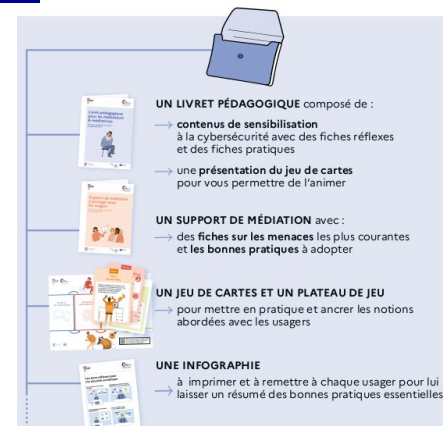 UN LIVRET PÉDAGOGIQUE composé de :
→ contenus de sensibilisation
à la cybersécurité avec des fiches réflexes
et des fiches pratiques
→ une présentation du jeu de cartes
pour vous permettre de l'animer
UN SUPPORT DE MÉDIATION avec :
→ des fiches sur les menaces les plus courantes
et les bonnes pratiques à adopter
UN JEU DE CARTES ET UN PLATEAU DE JEU
→ pour mettre en pratique et ancrer les notions
abordées avec les usagers
UNE INFOGRAPHIE
→ à imprimer et à remettre à chaque usager pour lui
laisser un résumé des bonnes pratiques essentielles